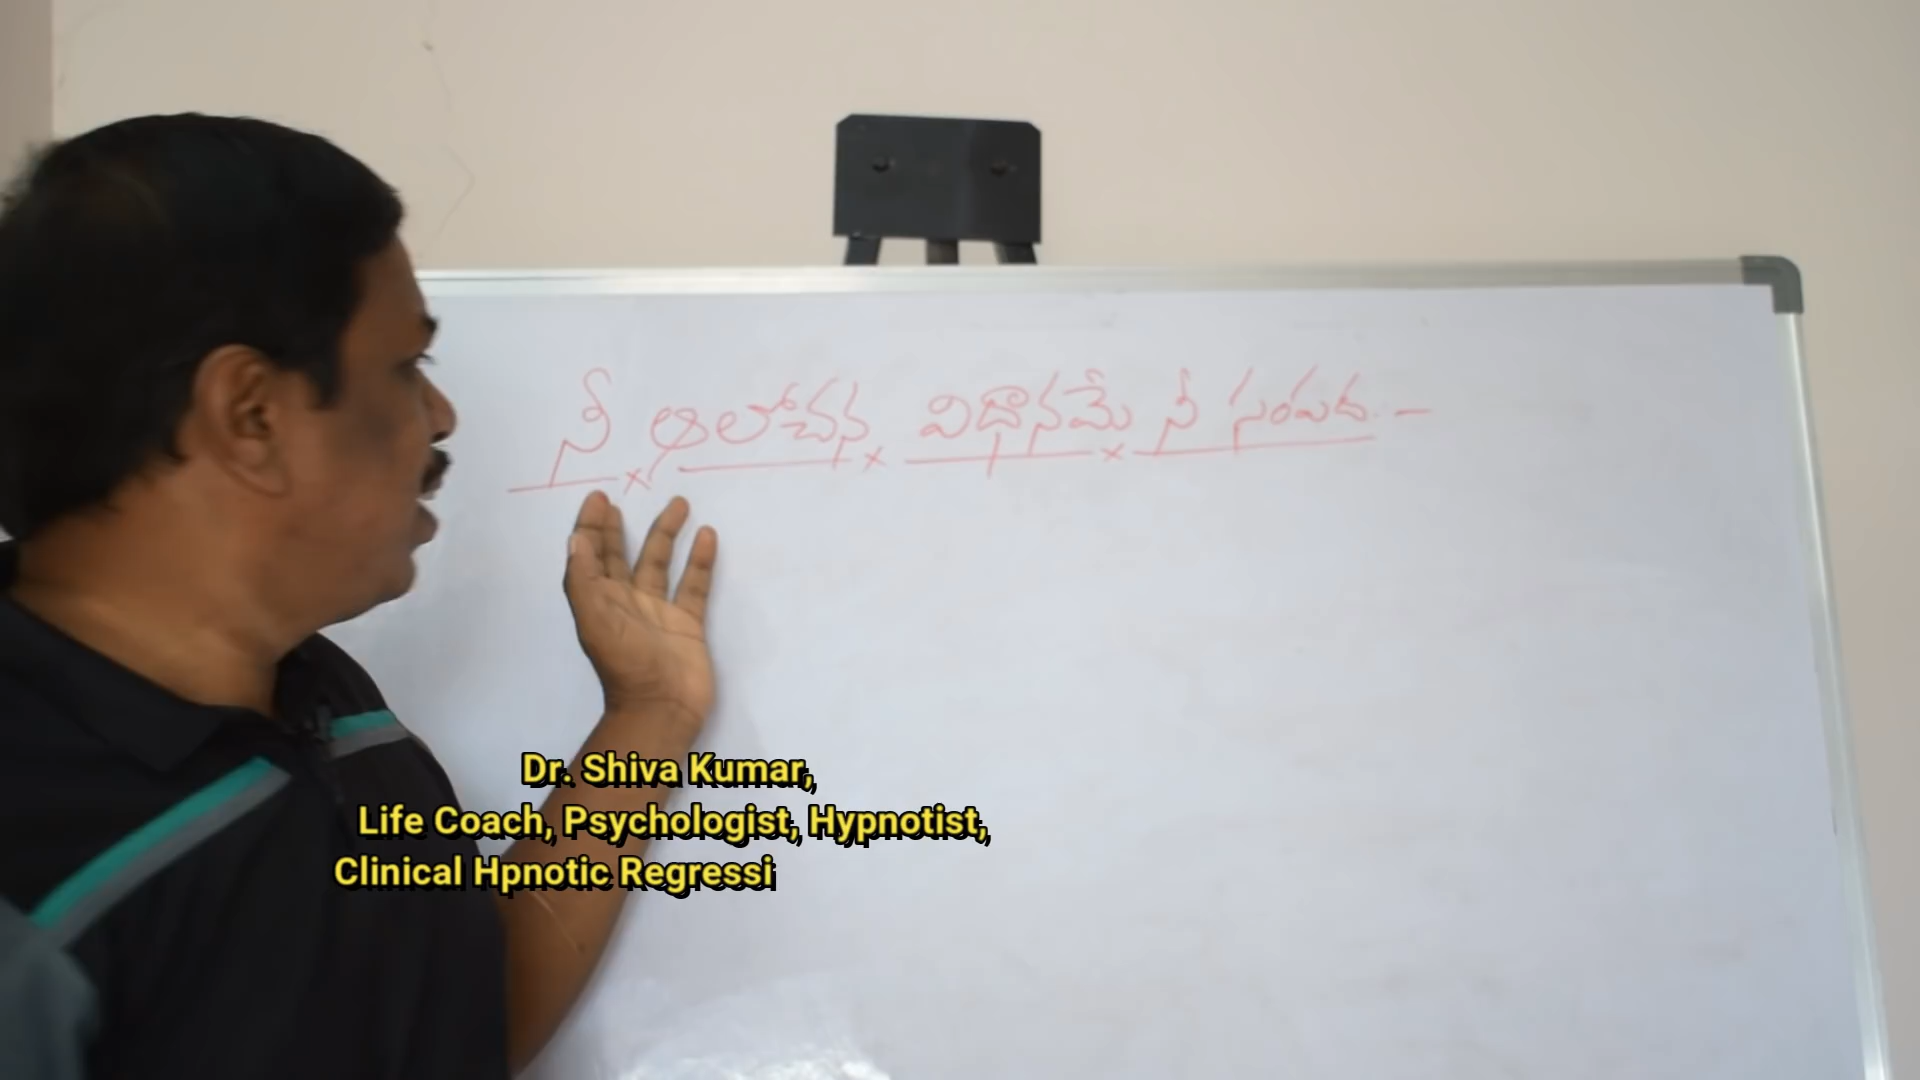 నీ ఆలోచన విధానమే నీ సంపద -
Dr. Shiva Kumar,
Life Coach, Psychologist, Hypnotist,
Clinical Hpnotic Regressi